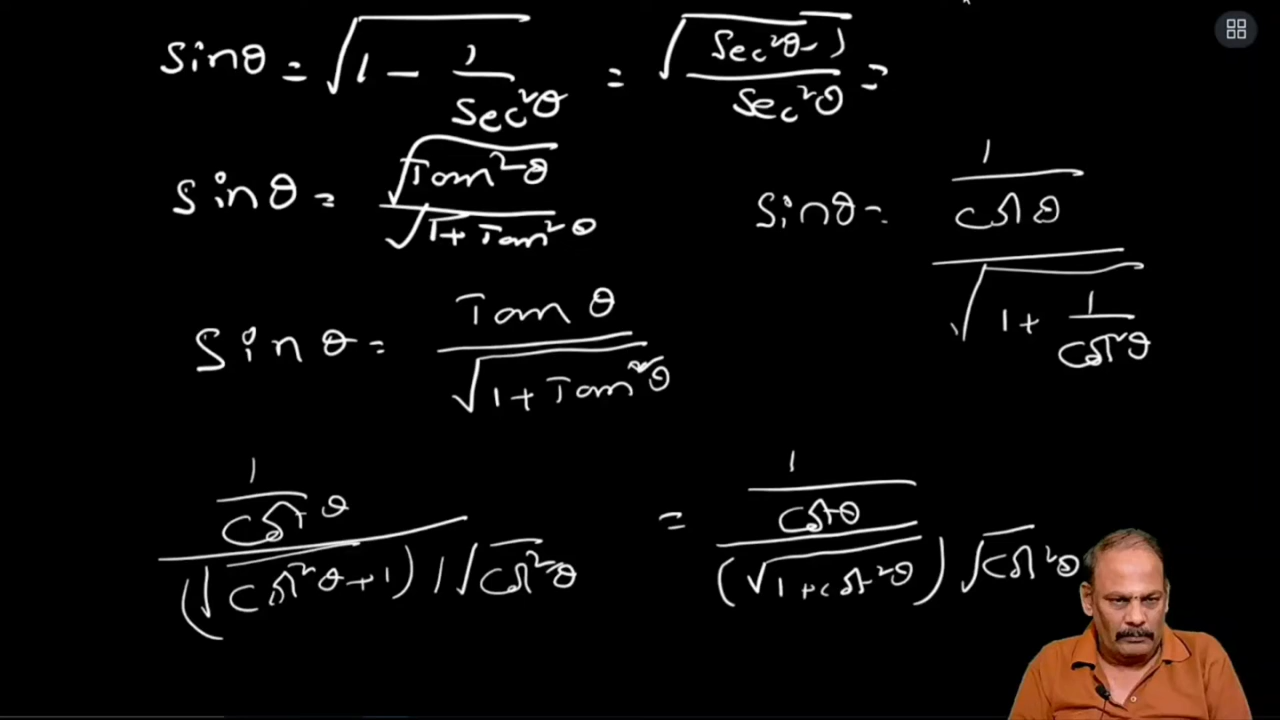 sinθ = √1 − 1/Sec²θ = √Sec²θ−1/Sec²θ =
sinθ = √Tan²θ/√1+Tan²θ
sinθ = 1/cotθ/√1+1/cot²θ
Sinθ = Tanθ/√1+Tan²θ
1/cotθ/(√cot²θ+1)/√cot²θ = 1/cotθ/(√1+cot²θ)√cot²θ